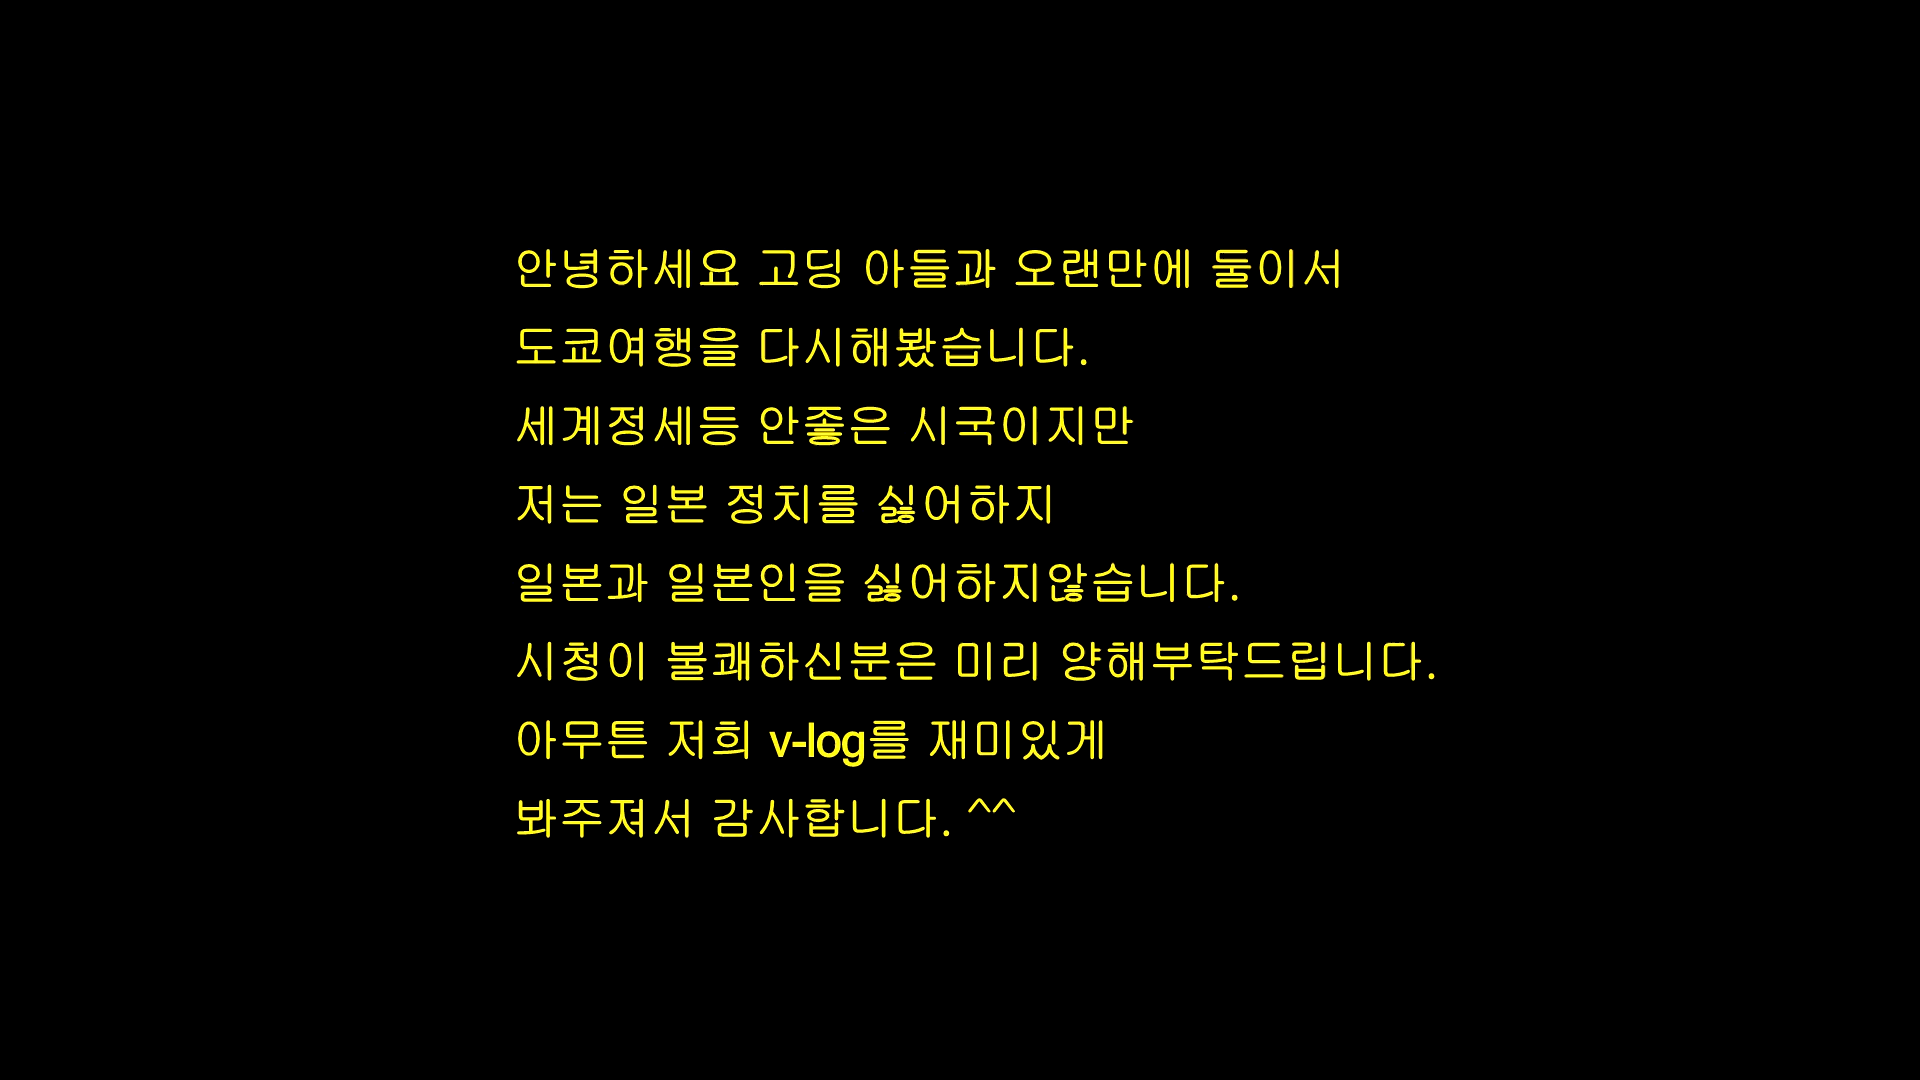 안녕하세요 고딩 아들과 오랜만에 둘이서
도쿄여행을 다시해봤습니다.
세계정세등 안좋은 시국이지만
저는 일본 정치를 싫어하지
일본과 일본인을 싫어하지않습니다.
시청이 불쾌하신분은 미리 양해부탁드립니다.
아무튼 저희 v-log를 재미있게
봐주져서 감사합니다. ^^